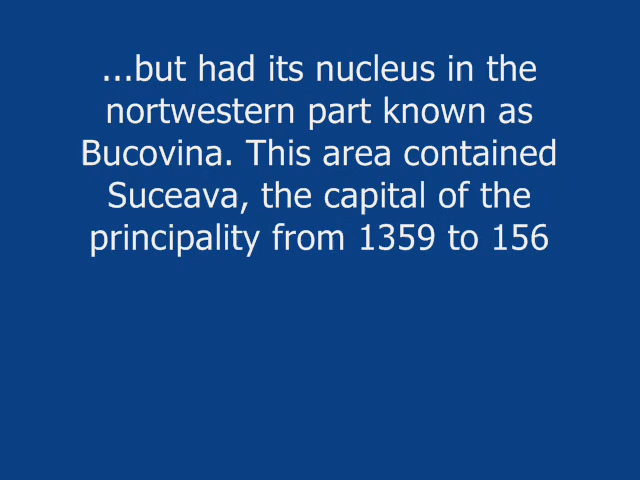 ...but had its nucleus in the
nortwestern part known as
Bucovina. This area contained
Suceava, the capital of the
principality from 1359 to 156